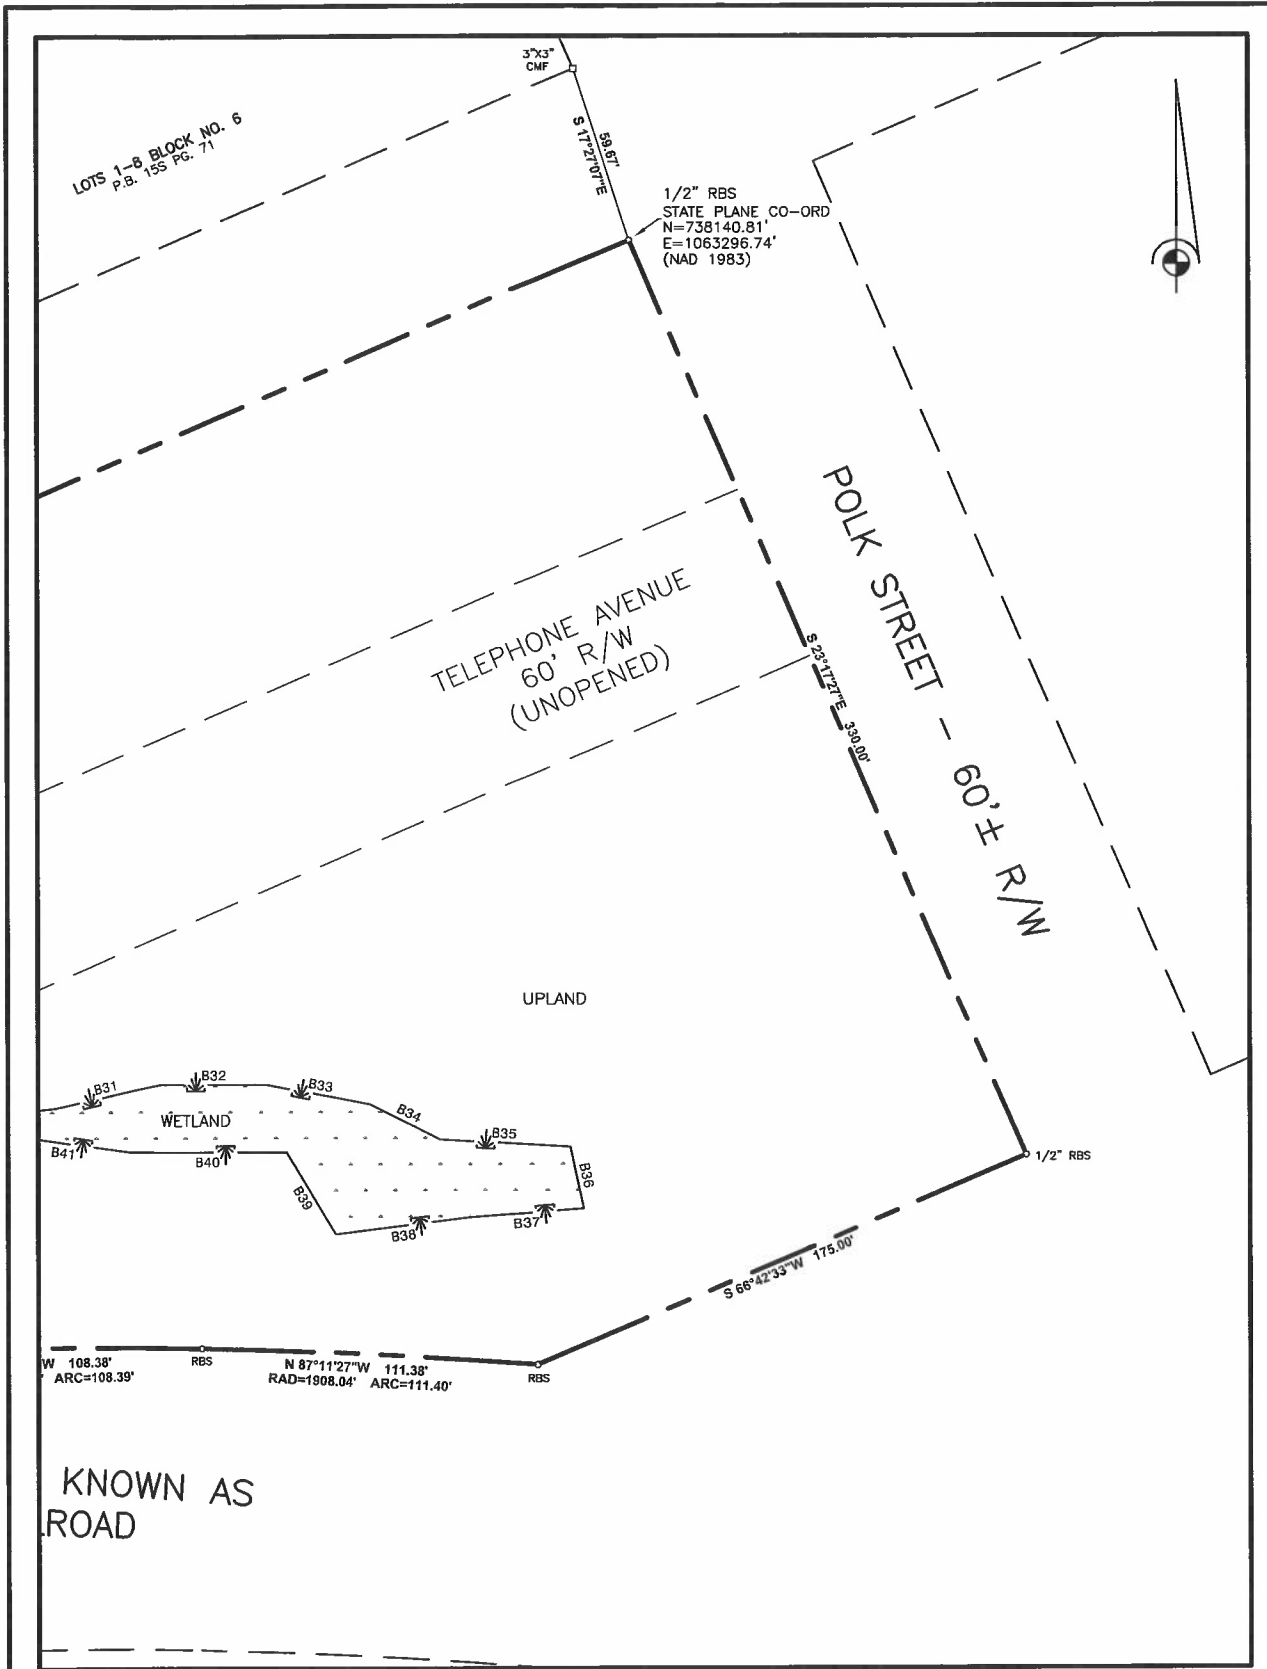 3"X3"
CMF
LOTS 1-8 BLOCK NO. 6
P.B. 15S PG. 71
59.67'
S 17°27'07"E
1/2" RBS
STATE PLANE CO-ORD
N=738140.81'
E=1063296.74'
(NAD 1983)
POLK STREET - 60'± R/W
TELEPHONE AVENUE
60' R/W
(UNOPENED)
S 23°17'27"E 330.00'
UPLAND
B31
B32
B33
B34
WETLAND
B35
B41
B40
B36
B39
B38
B37
1/2" RBS
S 66°42'33"W 175.00'
W 108.38'
' ARC=108.39'
RBS
N 87°11'27"W 111.38'
RAD=1908.04' ARC=111.40'
RBS
KNOWN AS
ROAD